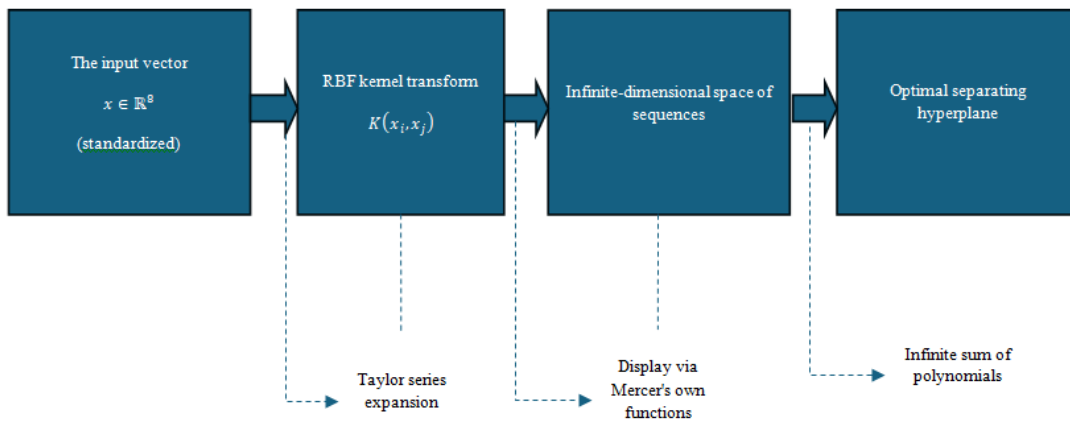 The input vector
x ∈ ℝ⁸
(standardized)
RBF kernel transform
K(xᵢ, xⱼ)
Infinite-dimensional space of
sequences
Optimal separating
hyperplane
Taylor series
expansion
Display via
Mercer's own
functions
Infinite sum of
polynomials